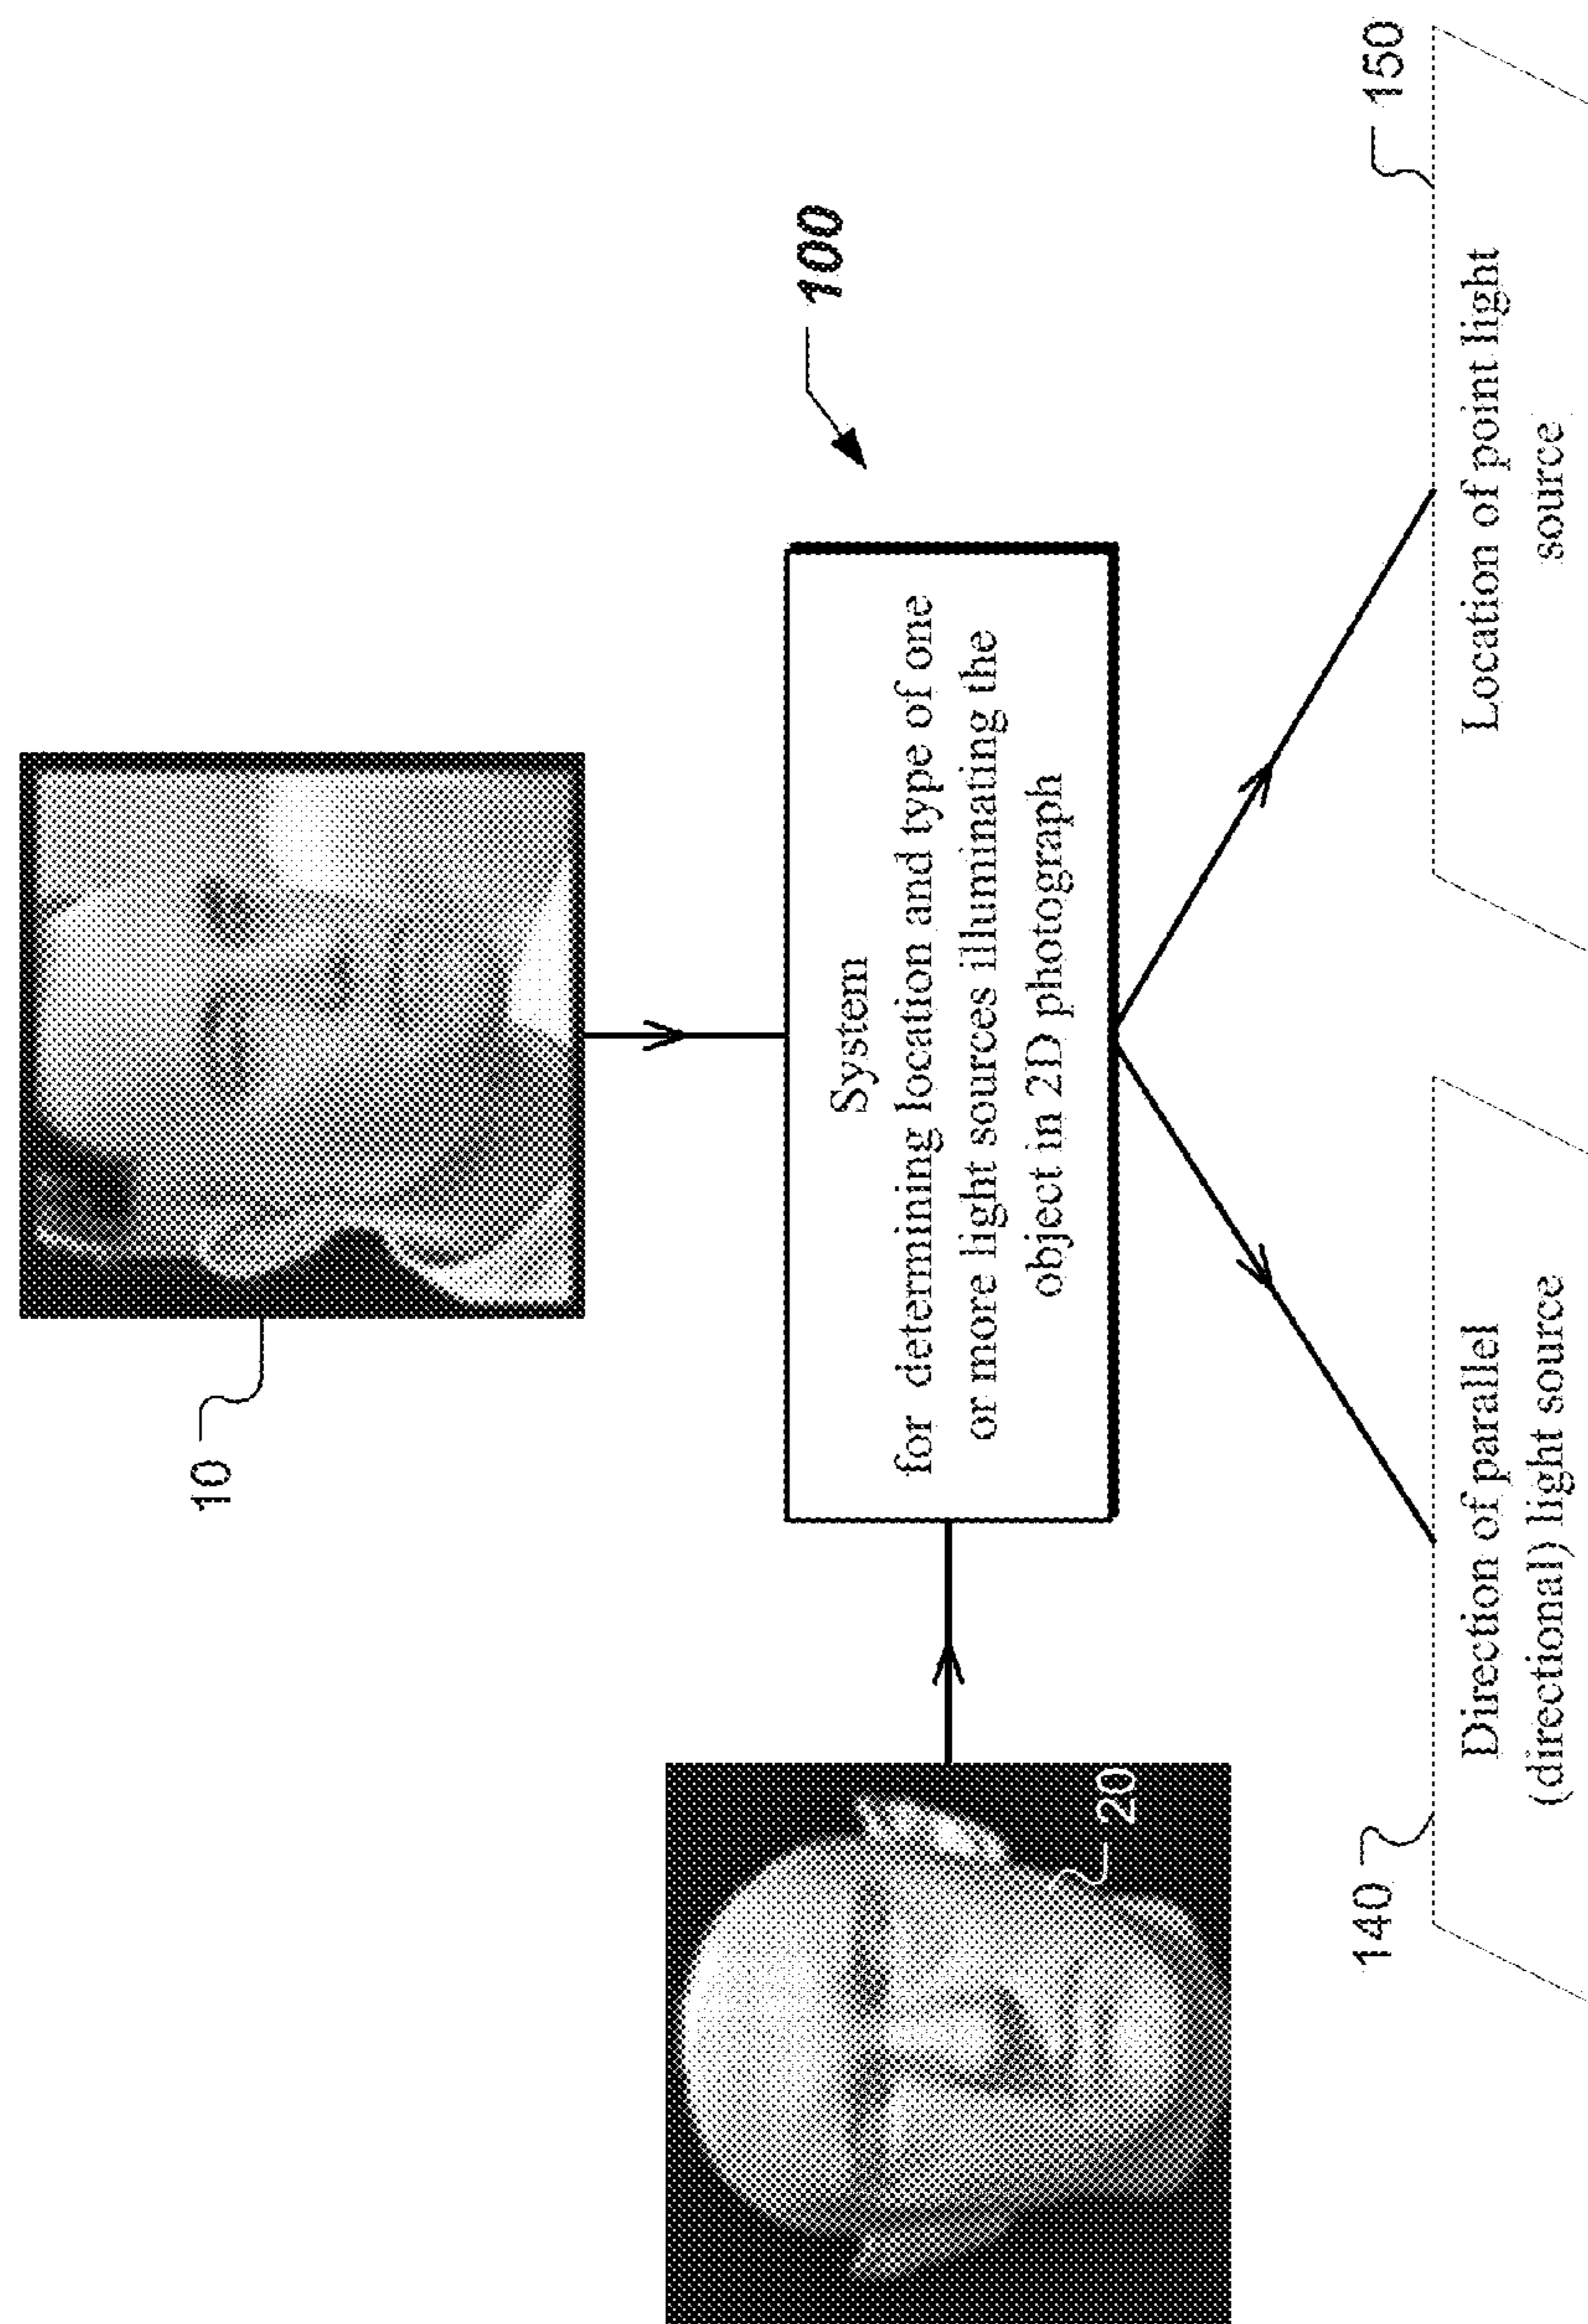 10
20
100
System
for determining location and type of one
or more light sources illuminating the
object in 2D photograph
140
Direction of parallel
(directional) light source
150
Location of point light
source